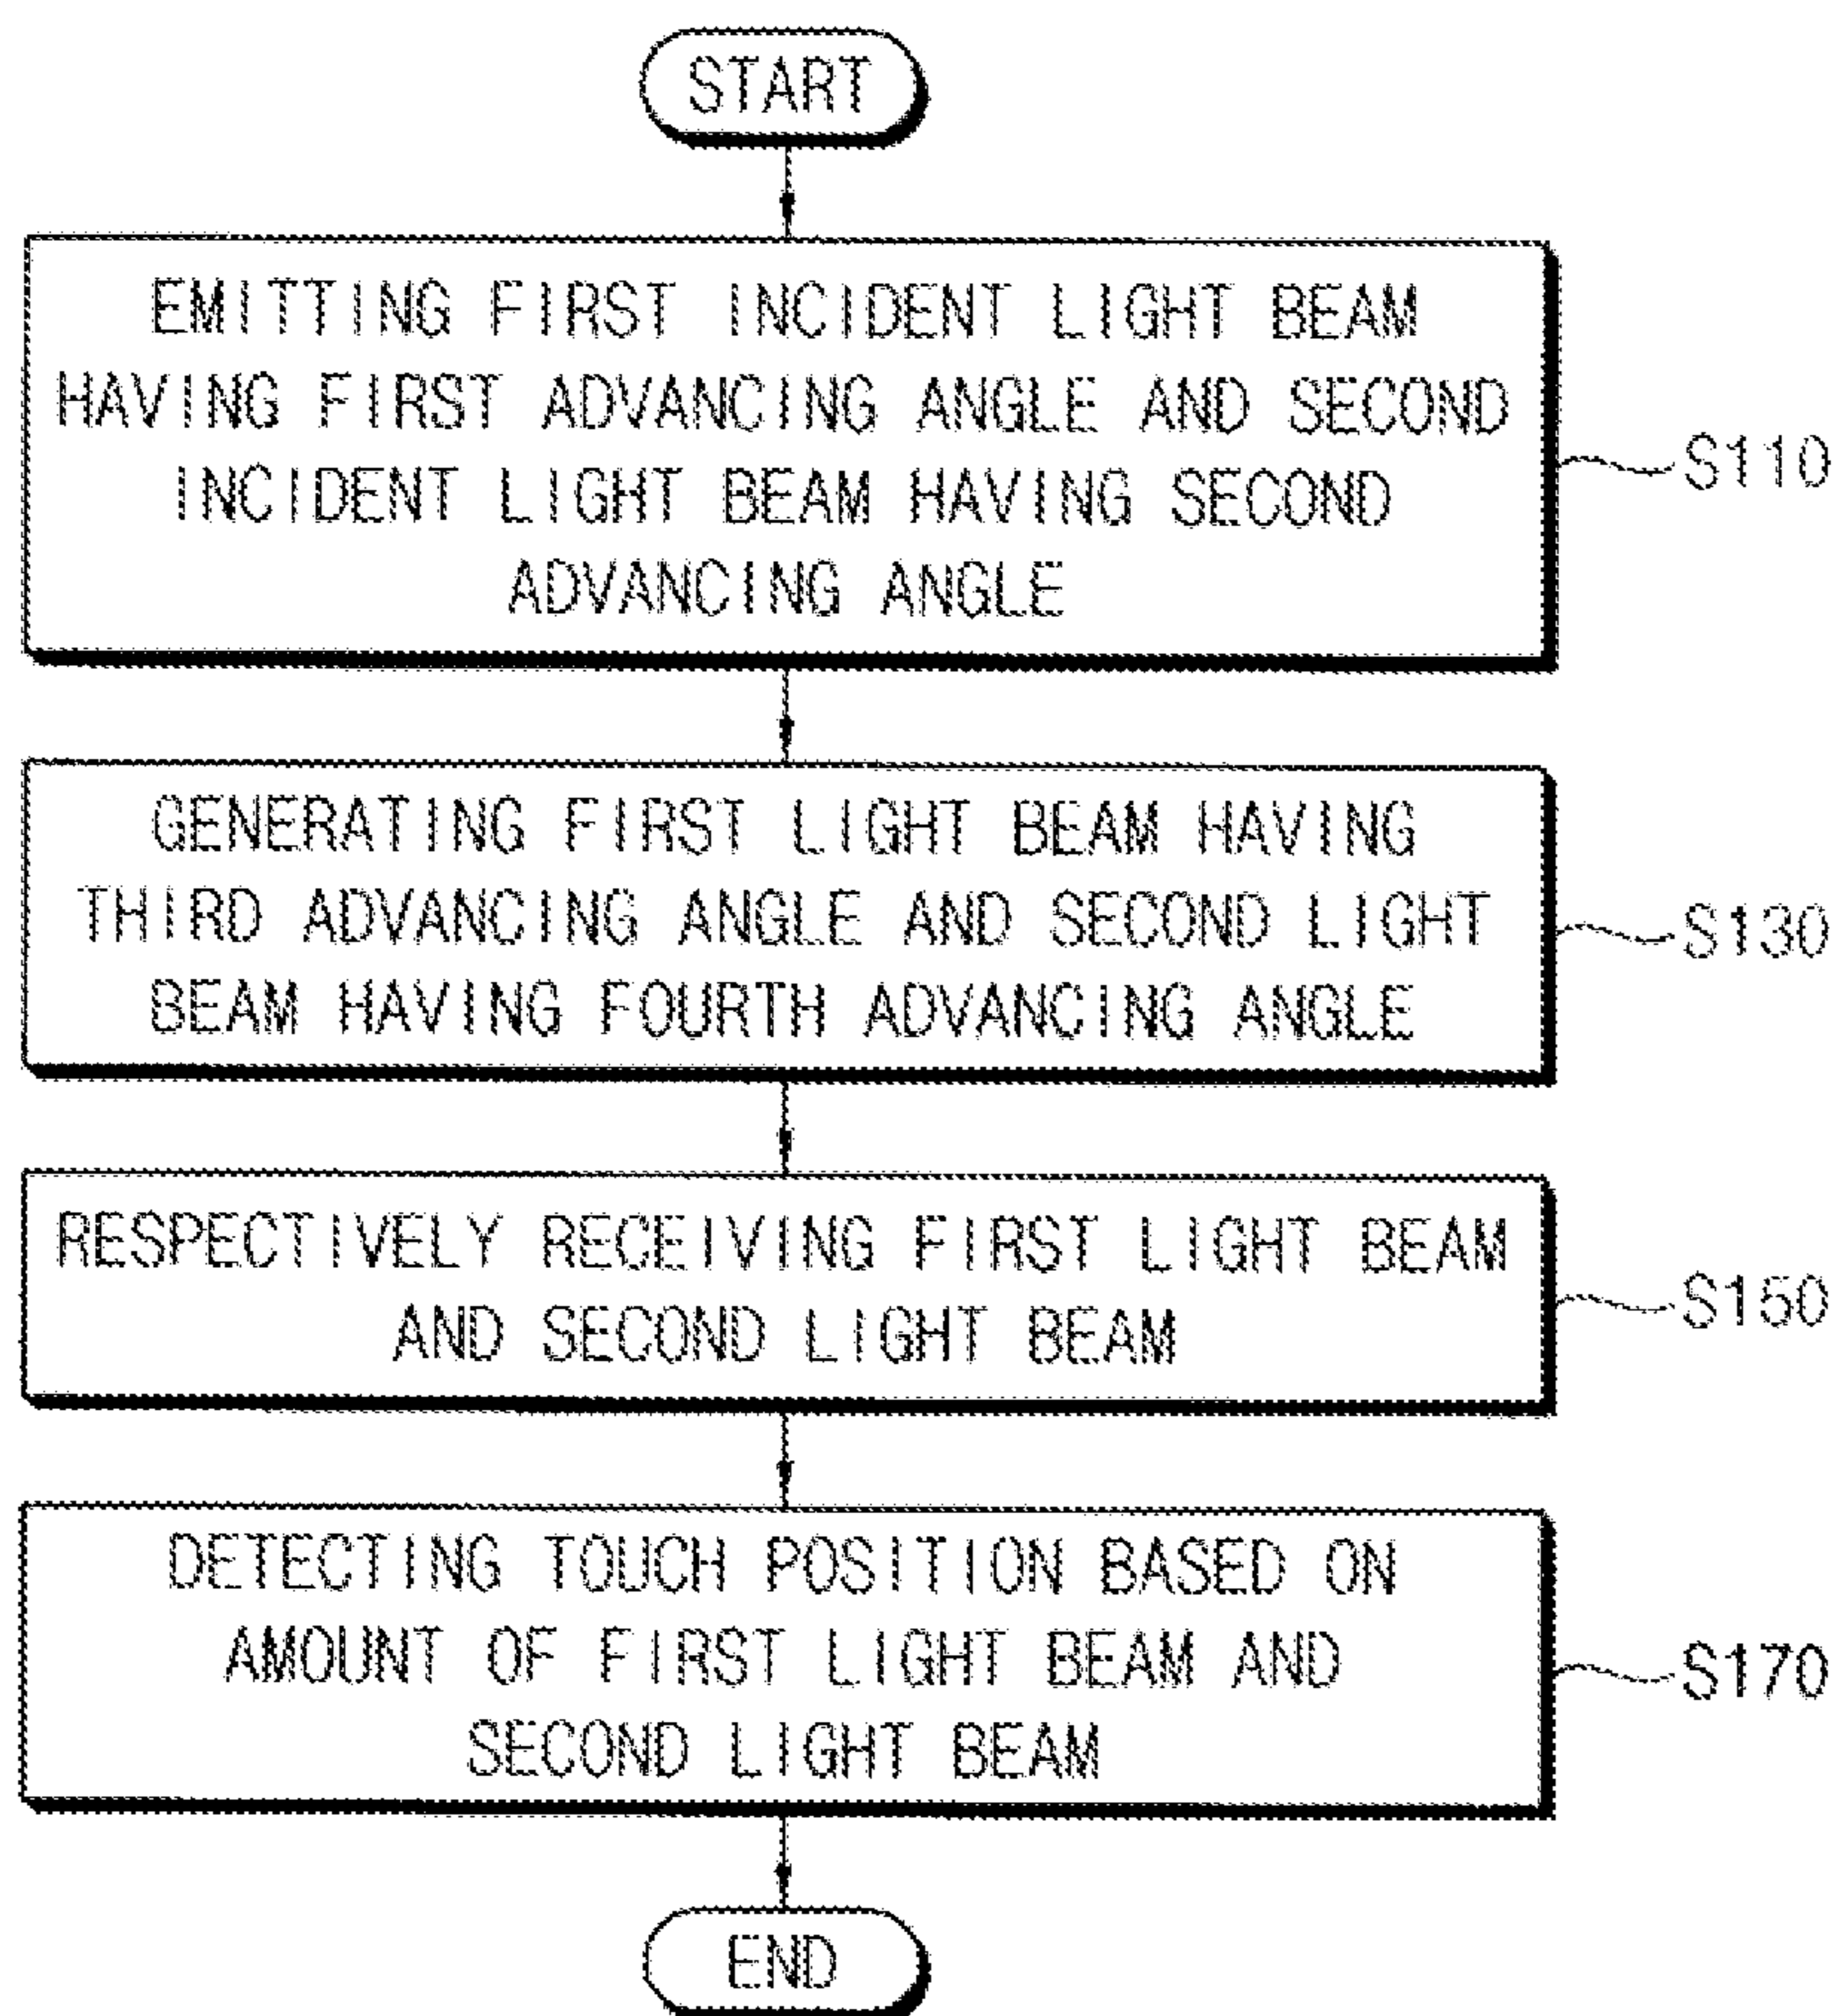 START
EMITTING FIRST INCIDENT LIGHT BEAM
HAVING FIRST ADVANCING ANGLE AND SECOND
INCIDENT LIGHT BEAM HAVING SECOND
ADVANCING ANGLE
S110
GENERATING FIRST LIGHT BEAM HAVING
THIRD ADVANCING ANGLE AND SECOND LIGHT
BEAM HAVING FOURTH ADVANCING ANGLE
S130
RESPECTIVELY RECEIVING FIRST LIGHT BEAM
AND SECOND LIGHT BEAM
S150
DETECTING TOUCH POSITION BASED ON
AMOUNT OF FIRST LIGHT BEAM AND
SECOND LIGHT BEAM
S170
END